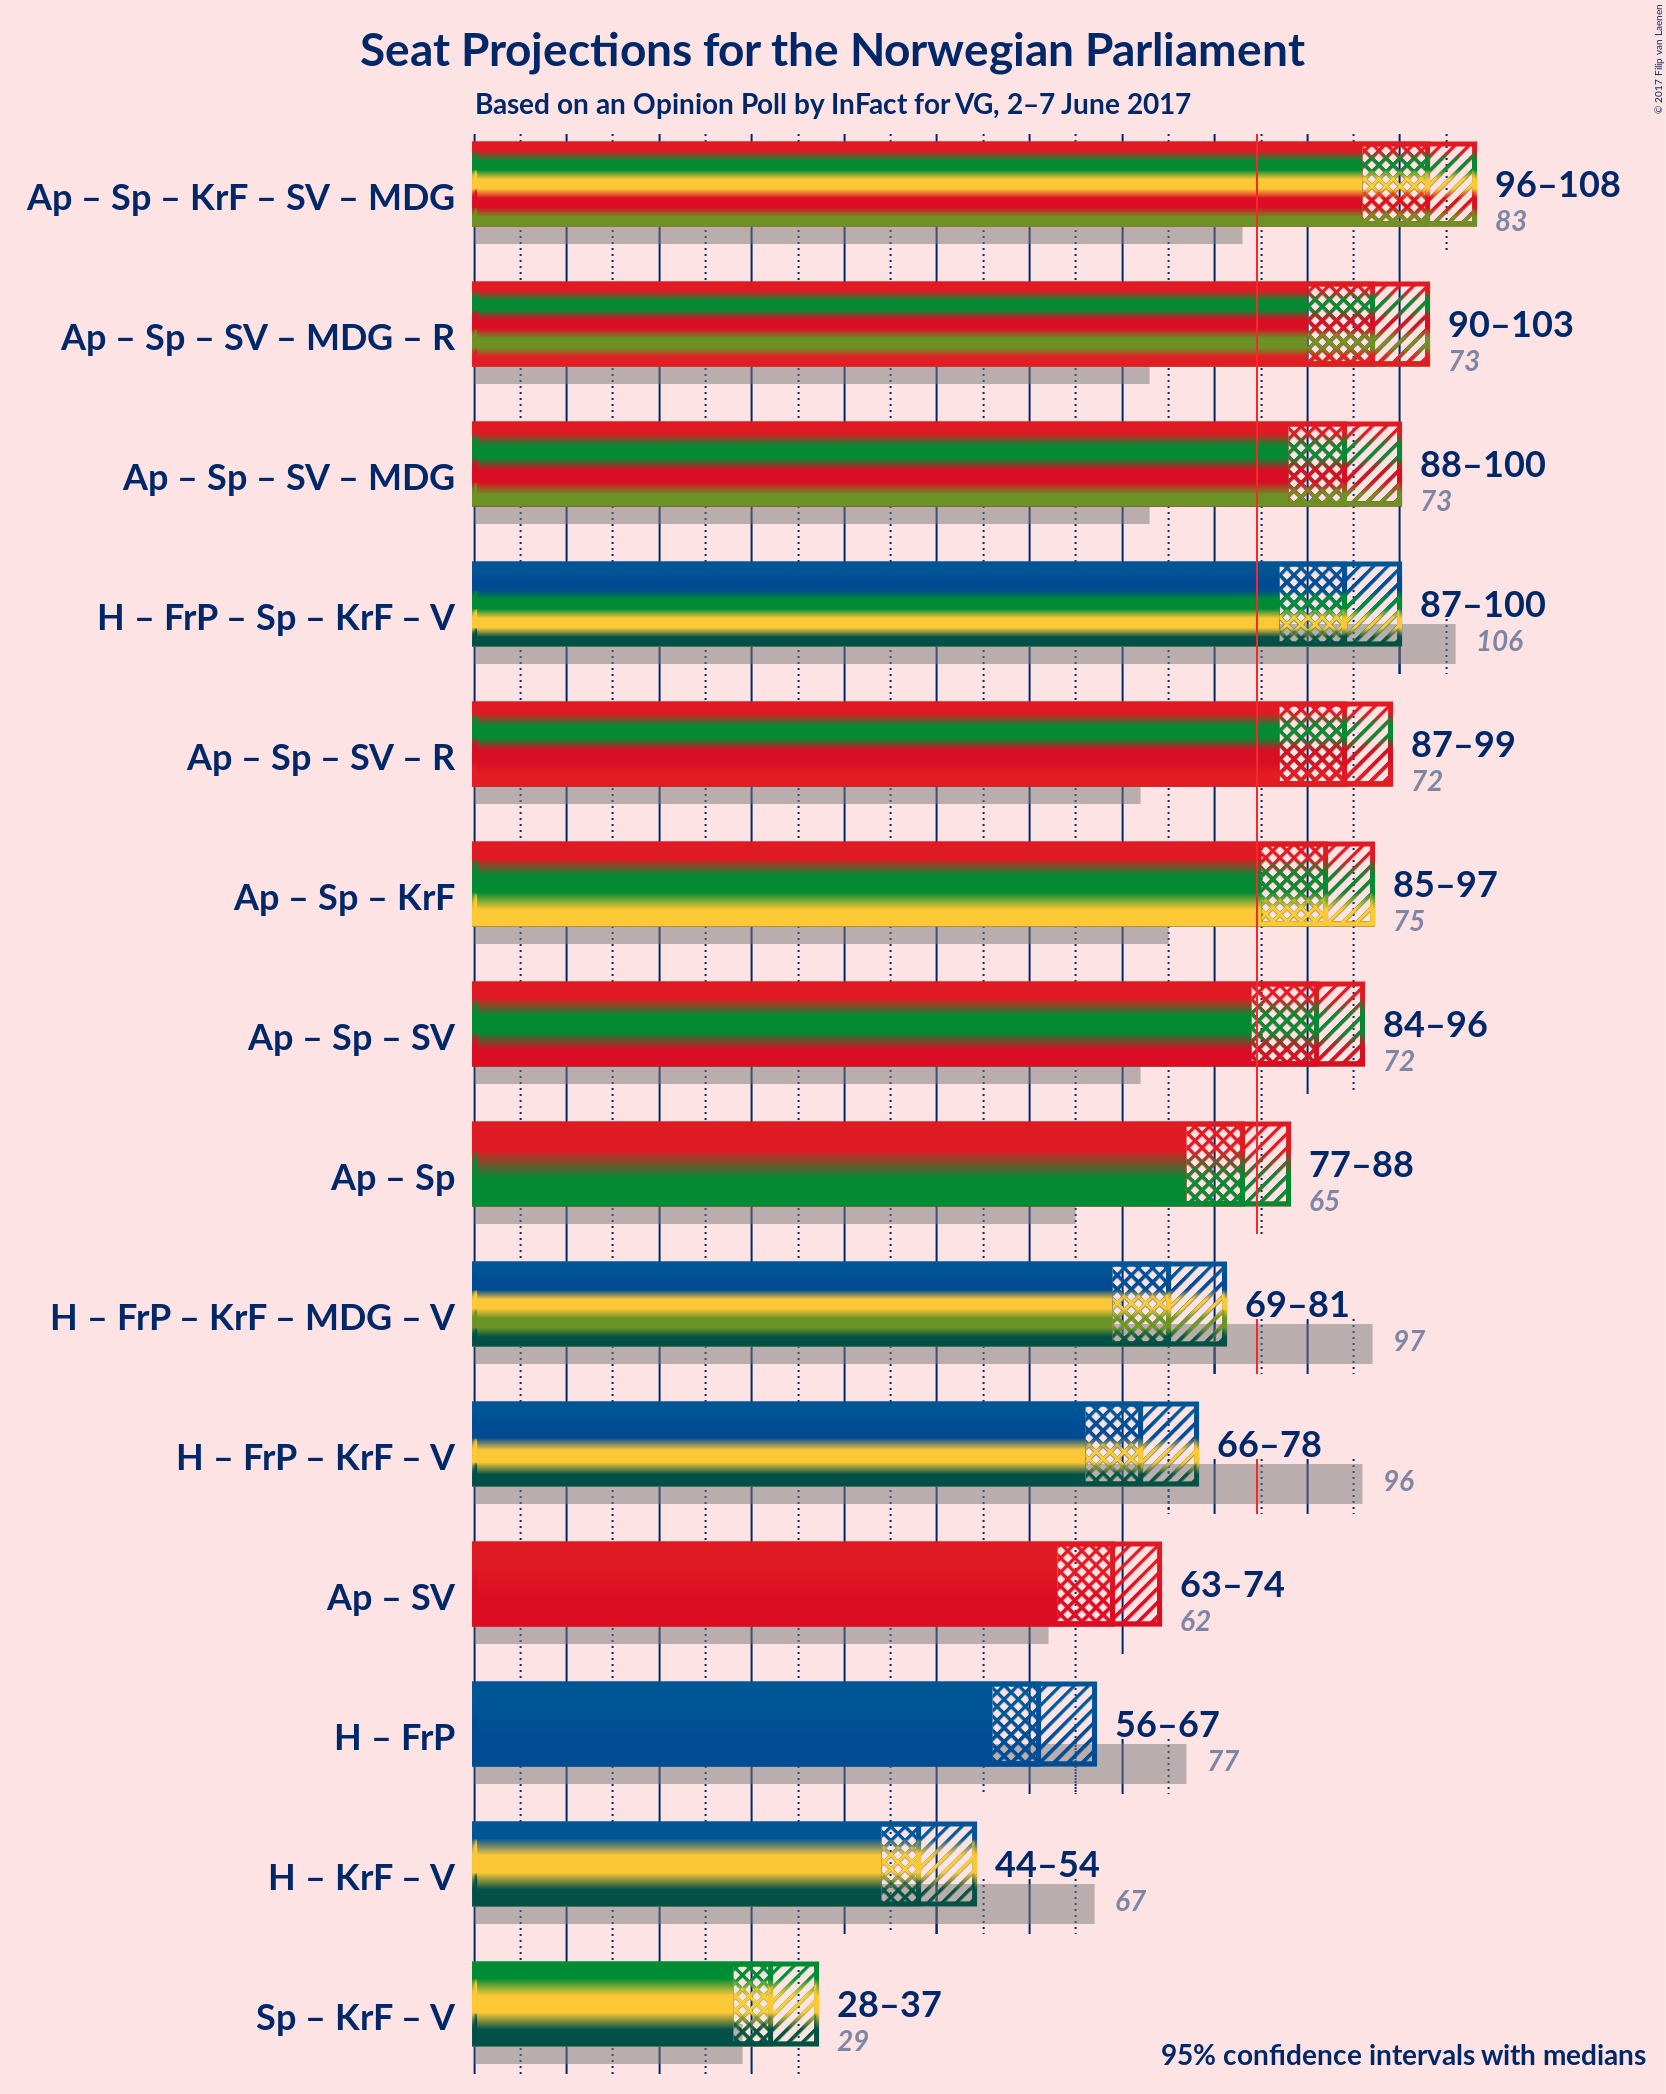 Seat Projections for the Norwegian Parliament
Based on an Opinion Poll by InFact for VG, 2–7 June 2017
© 2017 Filip van Laenen
Ap – Sp – KrF – SV – MDG
96–108
83
Ap – Sp – SV – MDG – R
90–103
73
Ap – Sp – SV – MDG
88–100
73
H – FrP – Sp – KrF – V
87–100
106
Ap – Sp – SV – R
87–99
72
Ap – Sp – KrF
85–97
75
Ap – Sp – SV
84–96
72
Ap – Sp
77–88
65
H – FrP – KrF – MDG – V
69–81
97
H – FrP – KrF – V
66–78
96
Ap – SV
63–74
62
H – FrP
56–67
77
H – KrF – V
44–54
67
Sp – KrF – V
28–37
29
95% confidence intervals with medians